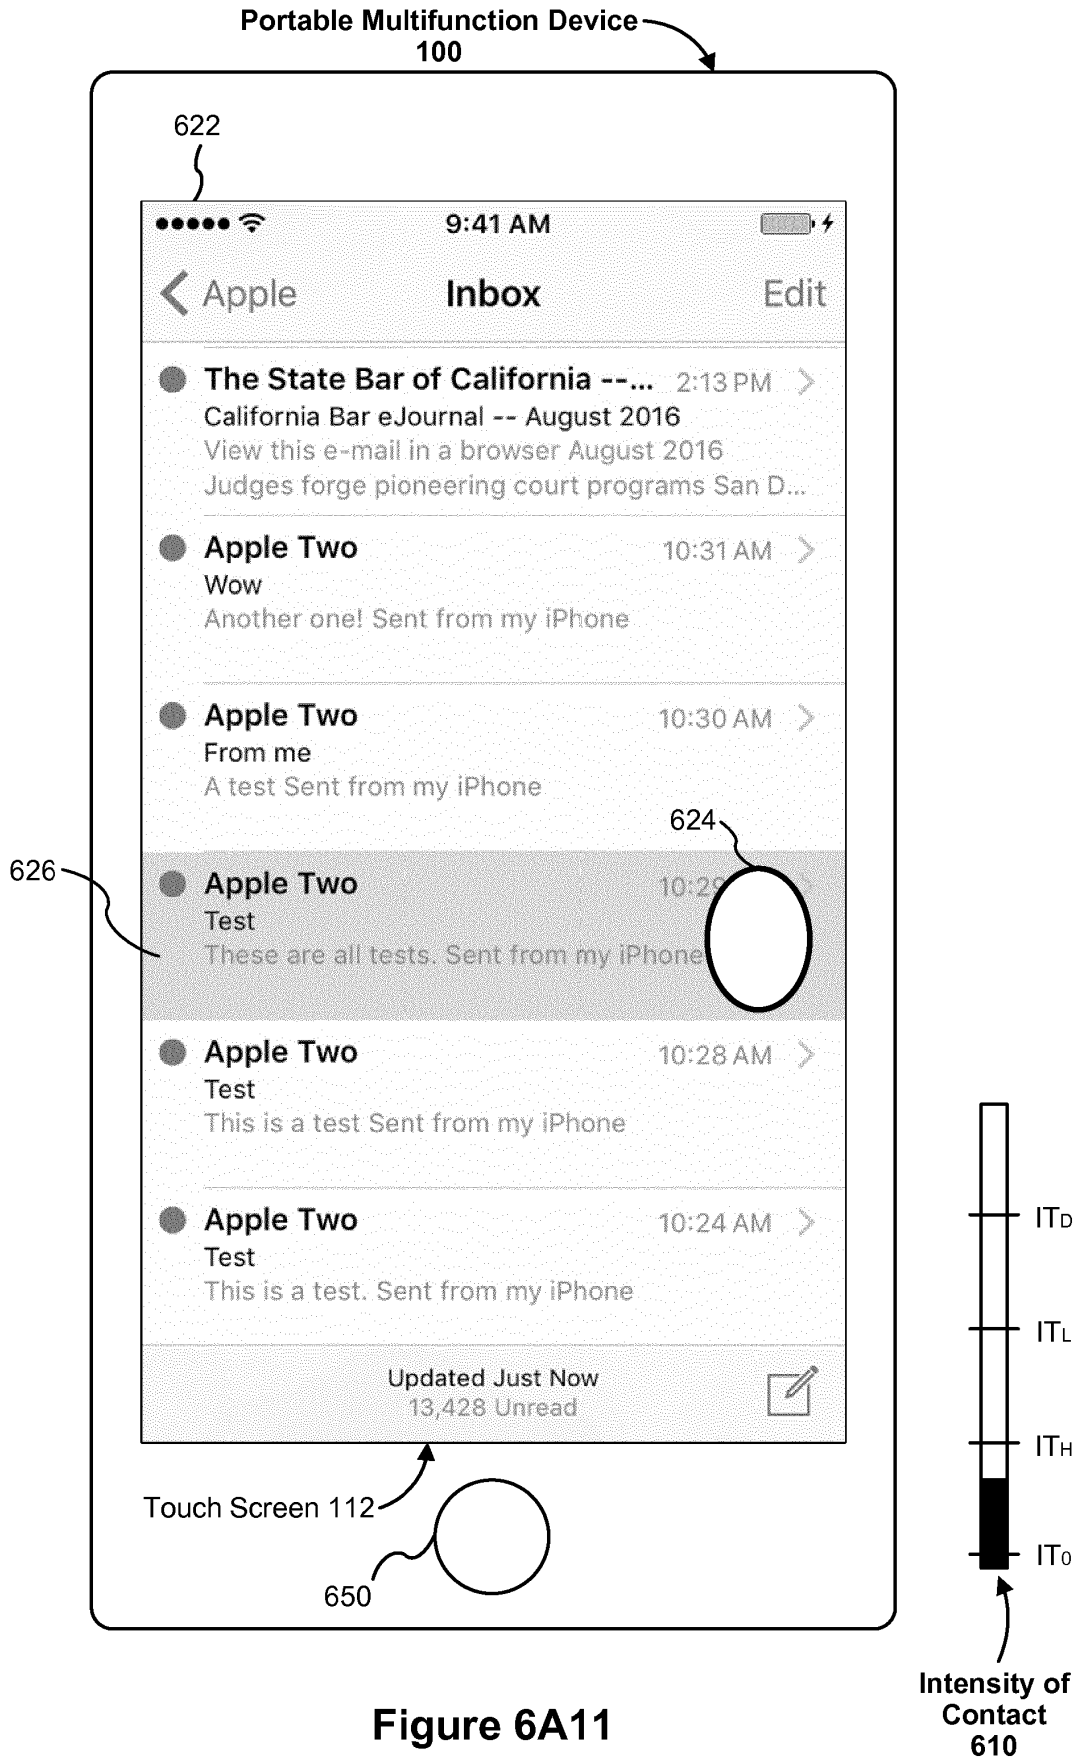 Portable Multifunction Device
100
622
9:41 AM
Apple Inbox Edit
The State Bar of California --... 2:13 PM
California Bar eJournal -- August 2016
View this e-mail in a browser August 2016
Judges forge pioneering court programs San D...
Apple Two 10:31 AM
Wow
Another one! Sent from my iPhone
Apple Two 10:30 AM
From me
A test Sent from my iPhone
624
626
Apple Two 10:29
Test
These are all tests. Sent from my iPhone
Apple Two 10:28 AM
Test
This is a test Sent from my iPhone
Apple Two 10:24 AM
Test
This is a test. Sent from my iPhone
ITD
ITL
ITH
IT0
Updated Just Now
13,428 Unread
Touch Screen 112
650
Intensity of
Contact
610
Figure 6A11